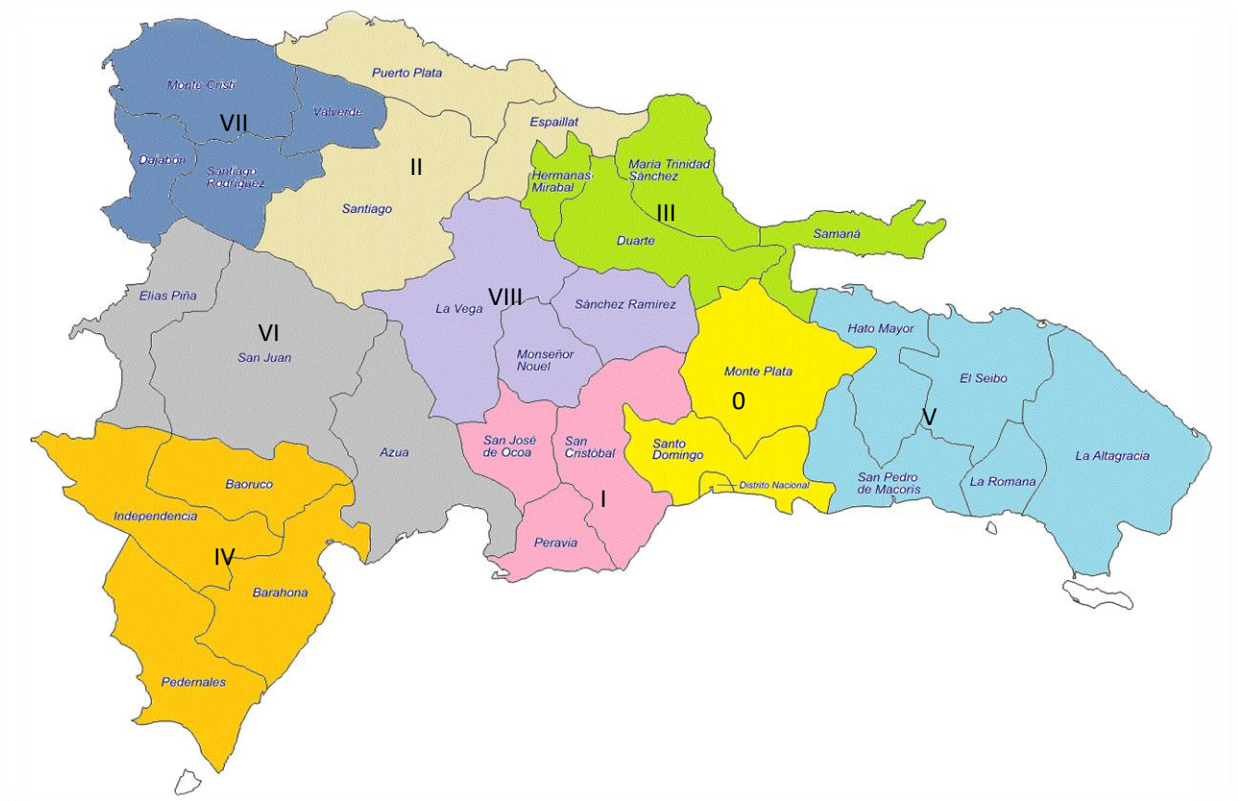 Puerto Plata
Monte Cristi
Valverde
VII
Espaillat
Dajabón
Santiago
Rodríguez
II
Hermanas
Mirabal
María Trinidad
Sánchez
Santiago
III
Duarte
Samaná
Elías Piña
VI
San Juan
La Vega
VIII
Sánchez Ramírez
Monseñor
Nouel
Hato Mayor
Monte Plata
0
El Seibo
V
Azua
San José
de Ocoa
San
Cristóbal
Santo
Domingo
Distrito Nacional
San Pedro
de Macorís
La Romana
La Altagracia
Baoruco
Independencia
I
Peravia
IV
Barahona
Pedernales